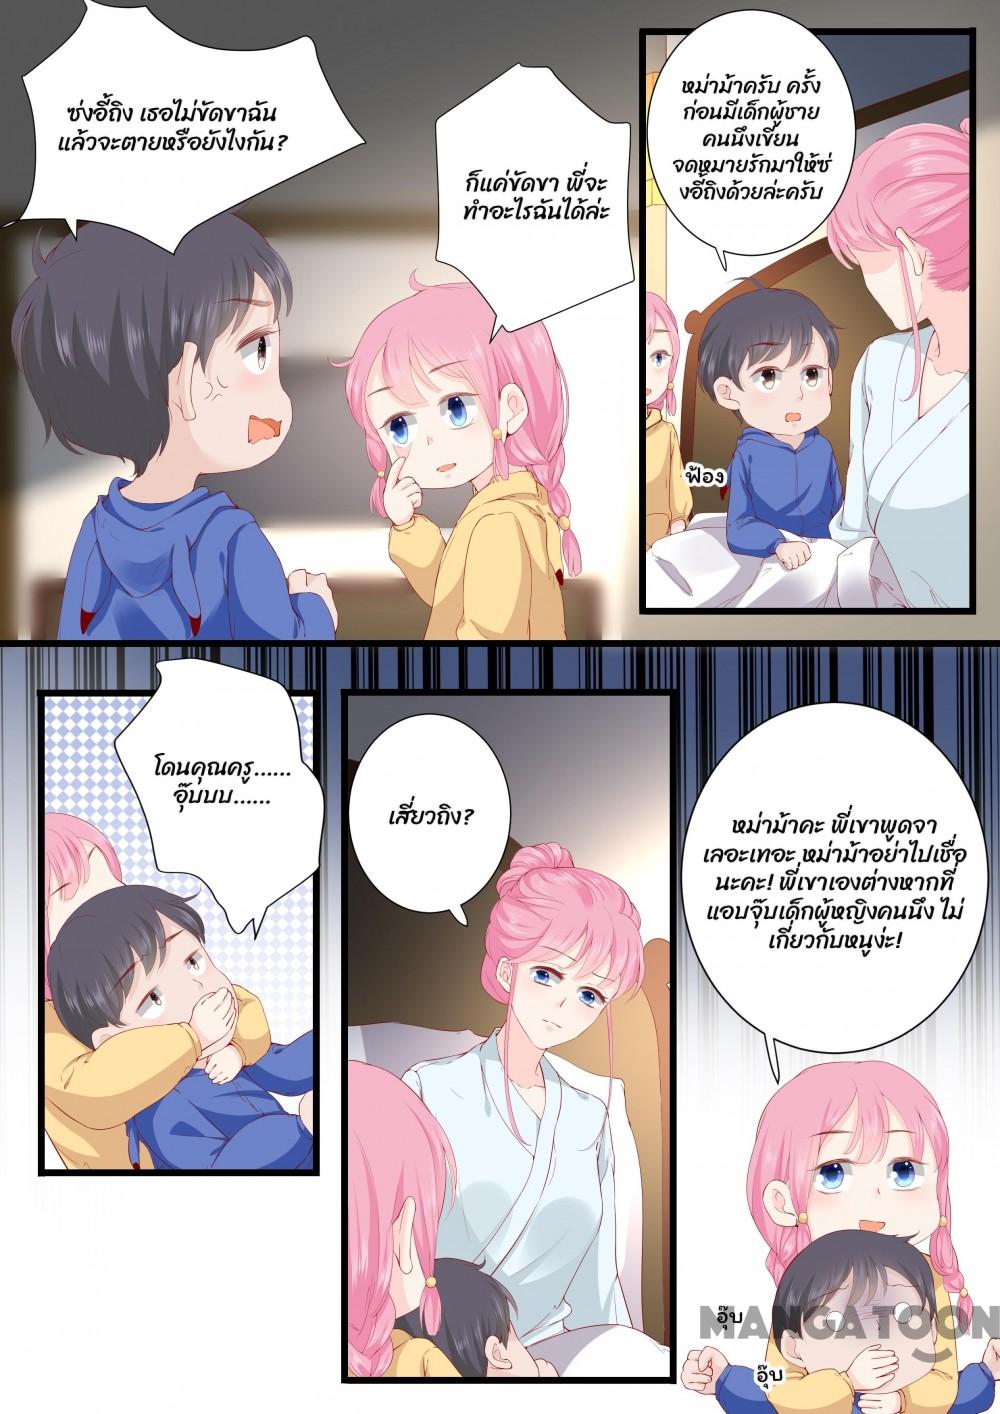 ซ่งอี้ถิง เธอไม่ขัดขาฉัน
แล้วจะตายหรือยังไงกัน?
ก็แค่ขัดขา พี่จะ
ทำอะไรฉันได้ล่ะ
หม่าม้าครับ ครั้ง
ก่อนมีเด็กผู้ชาย
คนนึงเขียน
จดหมายรักมาให้ซ่
งอี้ถิงด้วยล่ะครับ
ฟ้อง
โดนคุณครู......
อุ๊บบบ......
เสี่ยวถิง?
หม่าม้าคะ พี่เขาพูดจา
เลอะเทอะ หม่าม้าอย่าไปเชื่อ
นะคะ! พี่เขาเองต่างหากที่
แอบจุ๊บเด็กผู้หญิงคนนึง ไม่
เกี่ยวกับหนูง่ะ!
อุ๊บ
อุ๊บ
MANGATOON